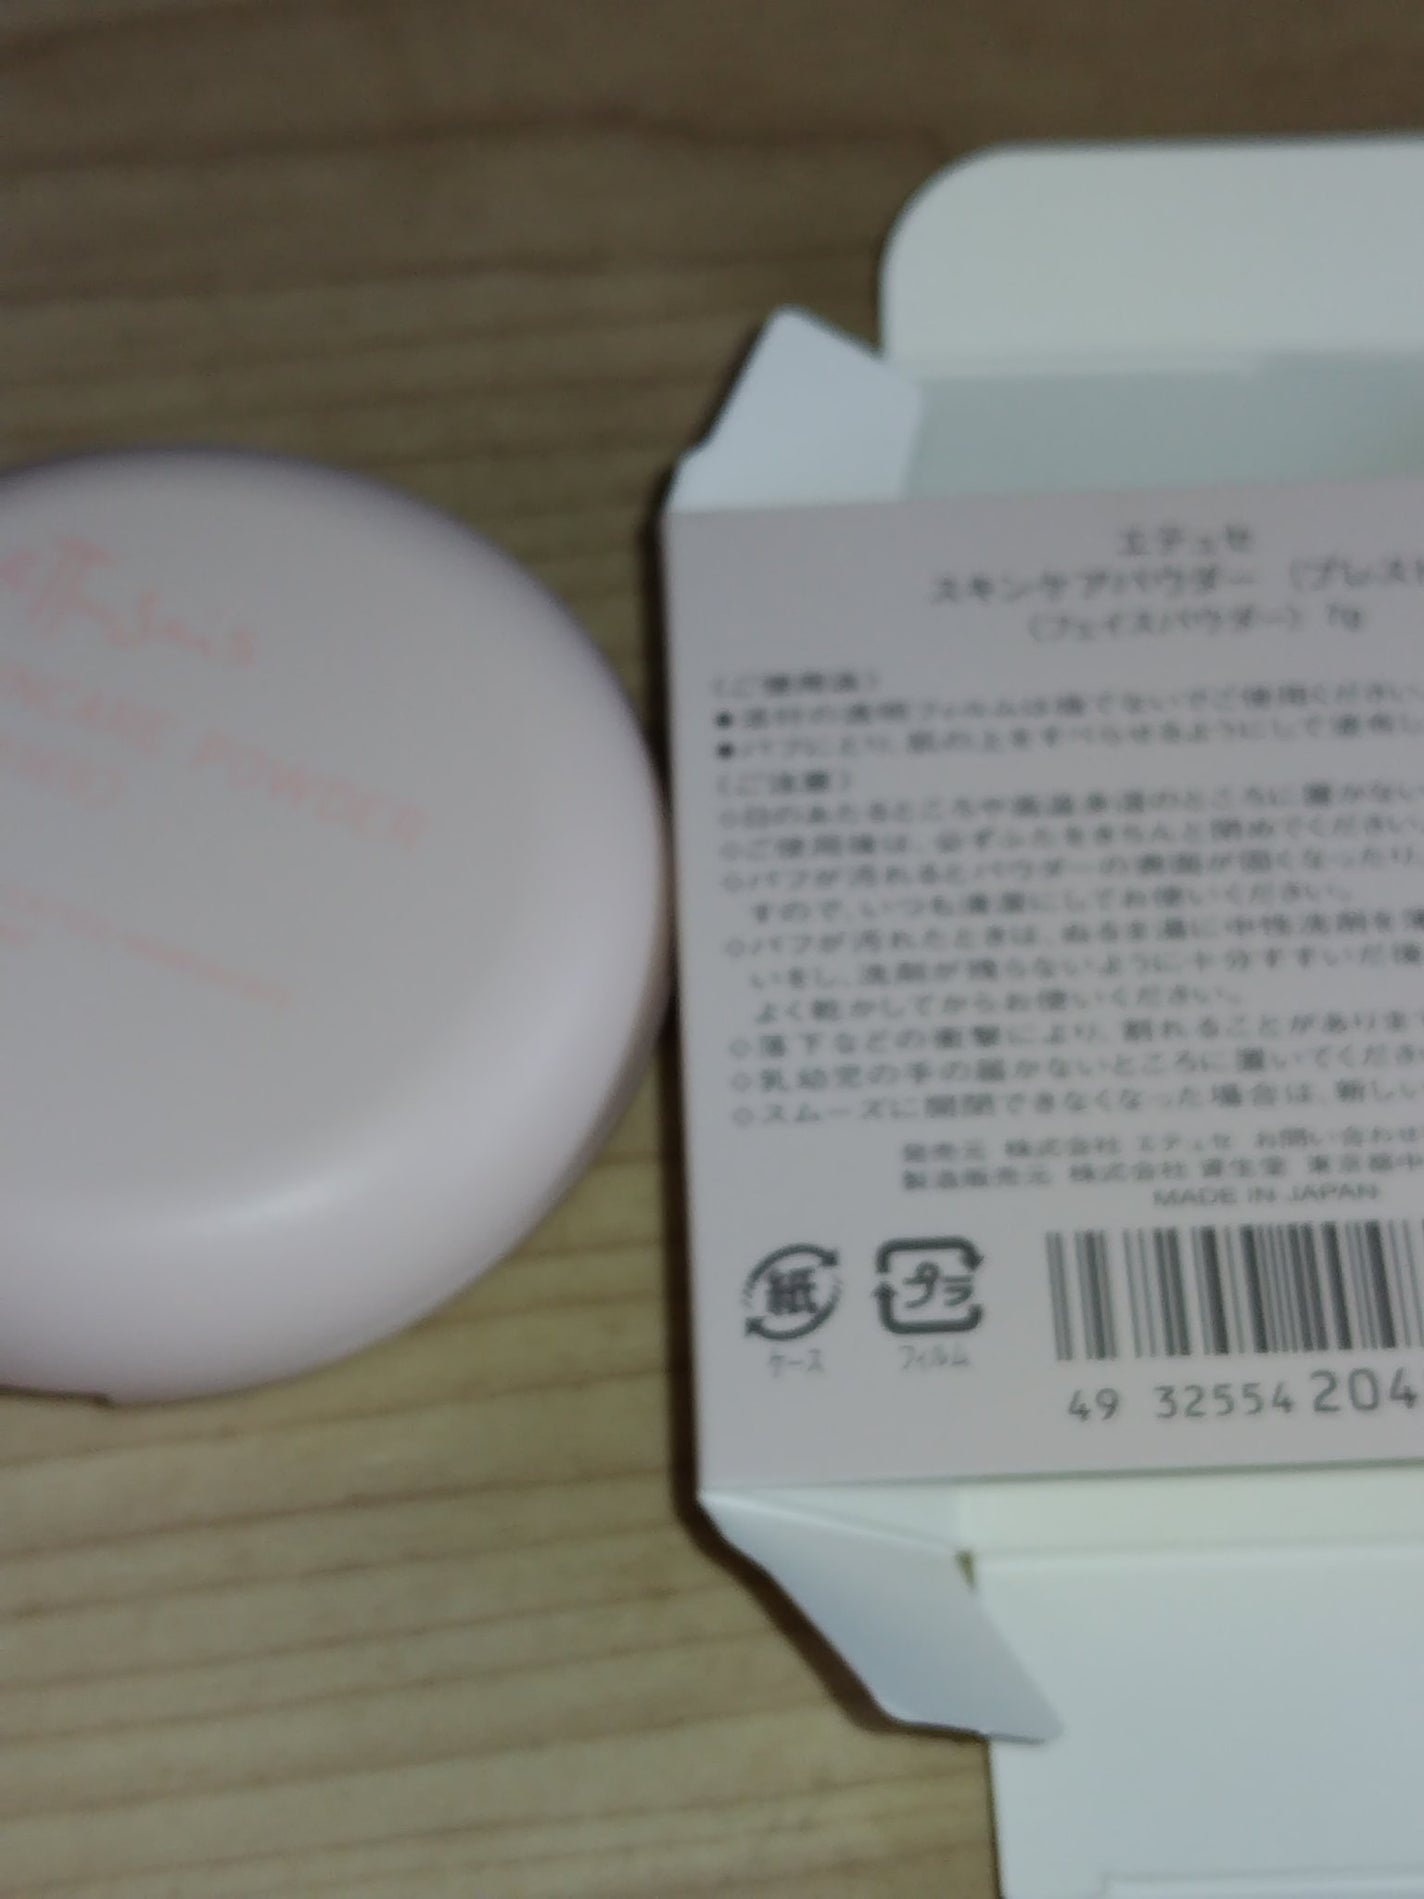 POWDER
エテュセ
スキンケアパウダー（プレスト
（フェイスパウダー）7g
〈ご使用法〉
●添付の透明フィルムは捨てないでご使用ください
●パフにとり、肌の上をすべらせるようにして塗布し
〈ご注意〉
◇日のあたるところや高温多湿のところに置かない
◇ご使用後は、必ずふたをきちんと閉めてください。
◇パフが汚れるとパウダーの表面が固くなったり、
すので、いつも清潔にしてお使いください。
◇パフが汚れたときは、ぬるま湯に中性洗剤を薄
いをし、洗剤が残らないように十分すすいだ後
よく乾かしてからお使いください。
◇落下などの衝撃により、割れることがあります
◇乳幼児の手の届かないところに置いてくださ
◇スムーズに開閉できなくなった場合は、新しい
発売元 株式会社 エテュセ お問い合わせ
製造販売元 株式会社 資生堂 東京都中
MADE IN JAPAN
紙 プラ
ケース フィルム
49 32554 204